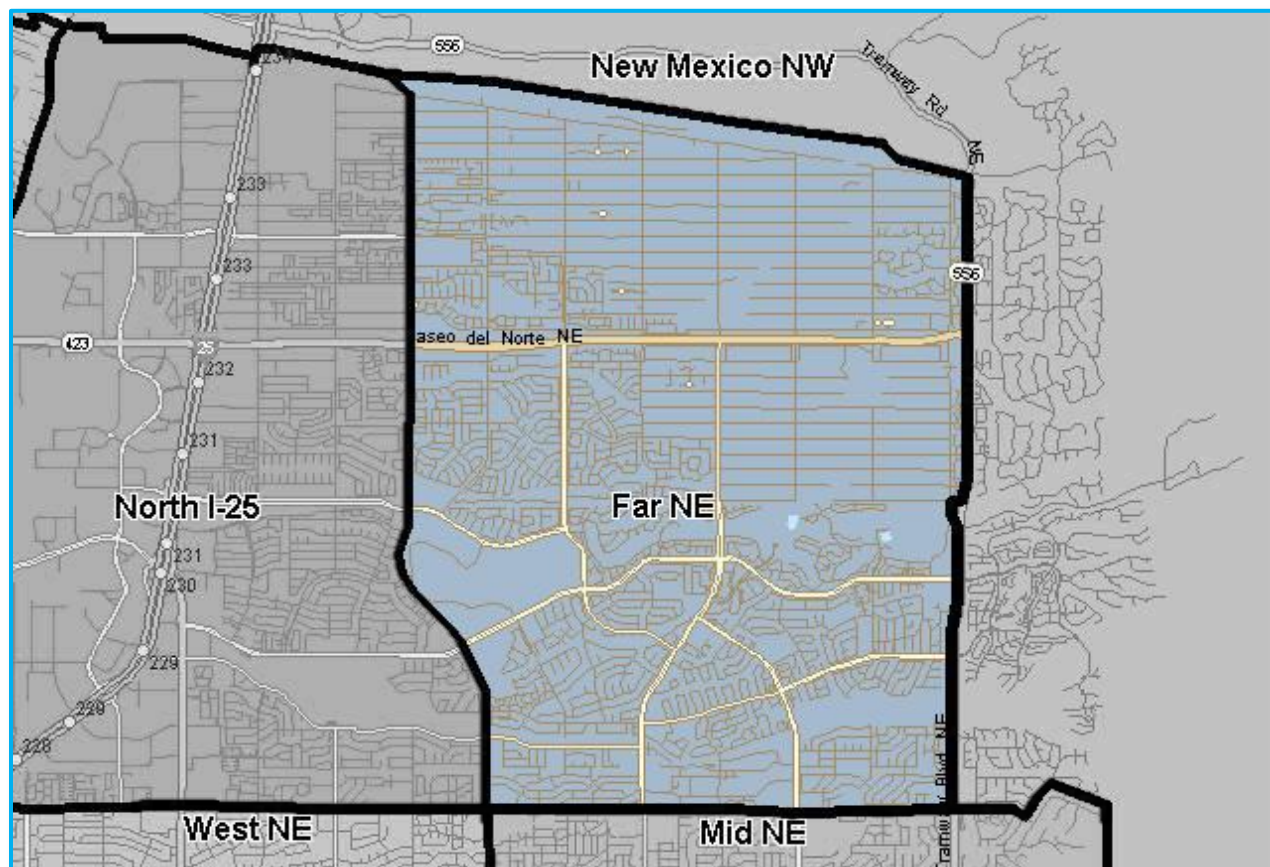 556
New Mexico NW
Tramway Rd NE
234
233
233
556
423
25
aseo del Norte NE
232
231
North I-25
Far NE
231
230
229
229
228
Tramway Blvd NE
West NE
Mid NE